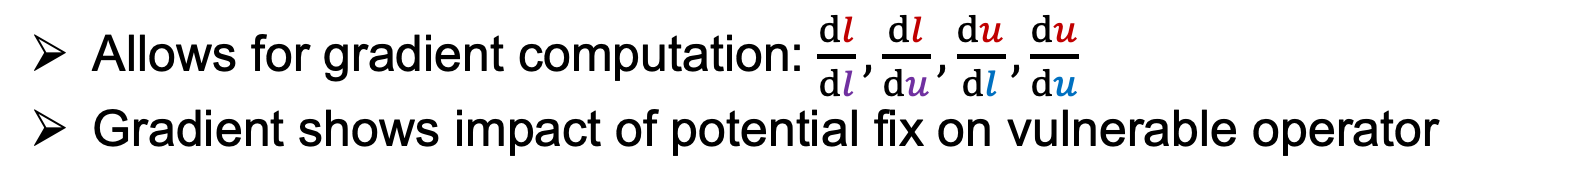 ➢ Allows for gradient computation: dl/dl, dl/du, du/dl, du/du
➢ Gradient shows impact of potential fix on vulnerable operator